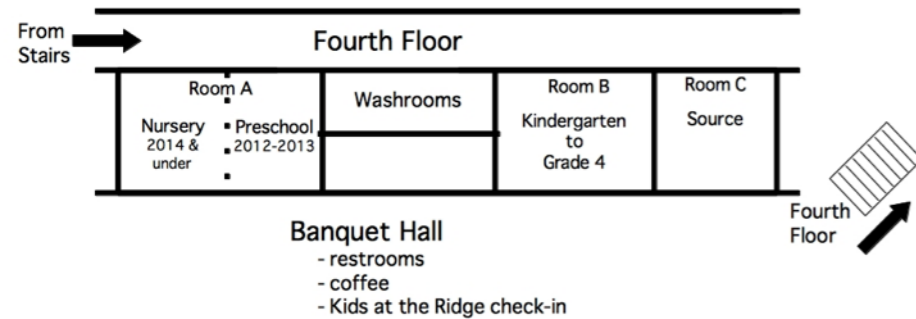 From
Stairs
Fourth Floor
Room A
Nursery
2014 &
under
Preschool
2012-2013
Washrooms
Room B
Kindergarten
to
Grade 4
Room C
Source
Fourth
Floor
Banquet Hall
- restrooms
- coffee
- Kids at the Ridge check-in